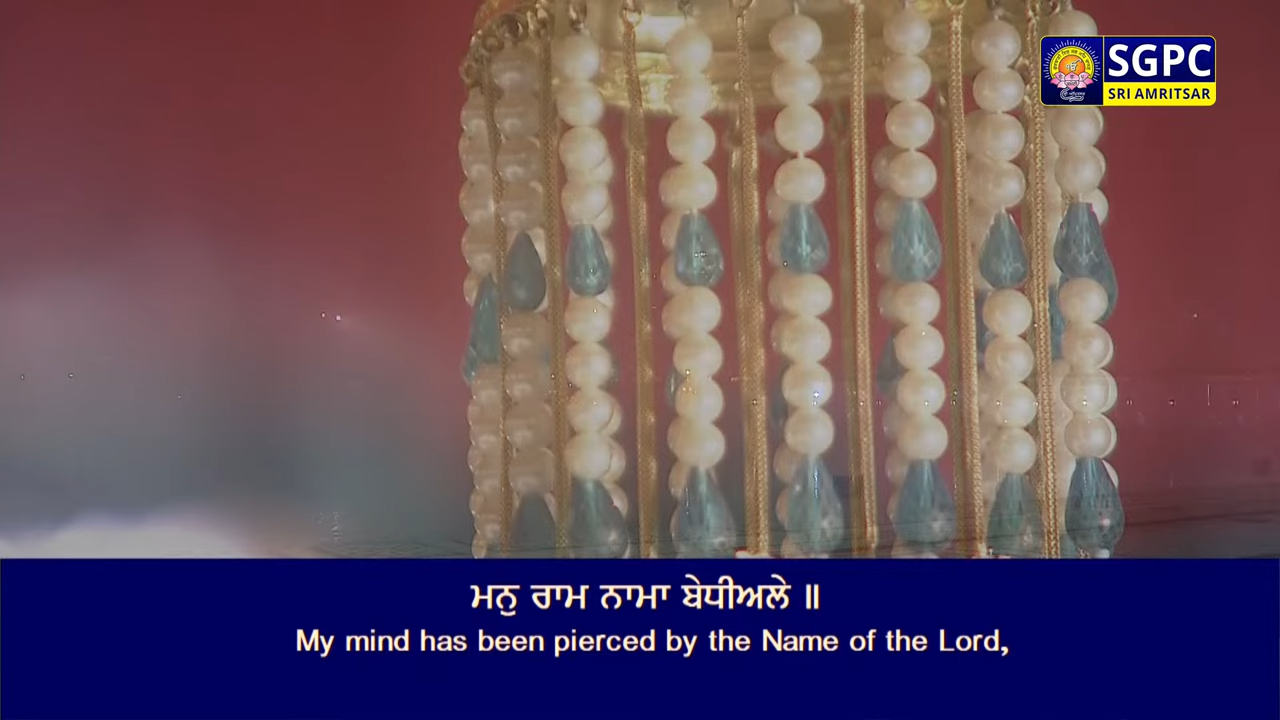 SGPC
SRI AMRITSAR
ਮਨੁ ਰਾਮ ਨਾਮਾ ਬੇਧੀਅਲੇ ॥
My mind has been pierced by the Name of the Lord,